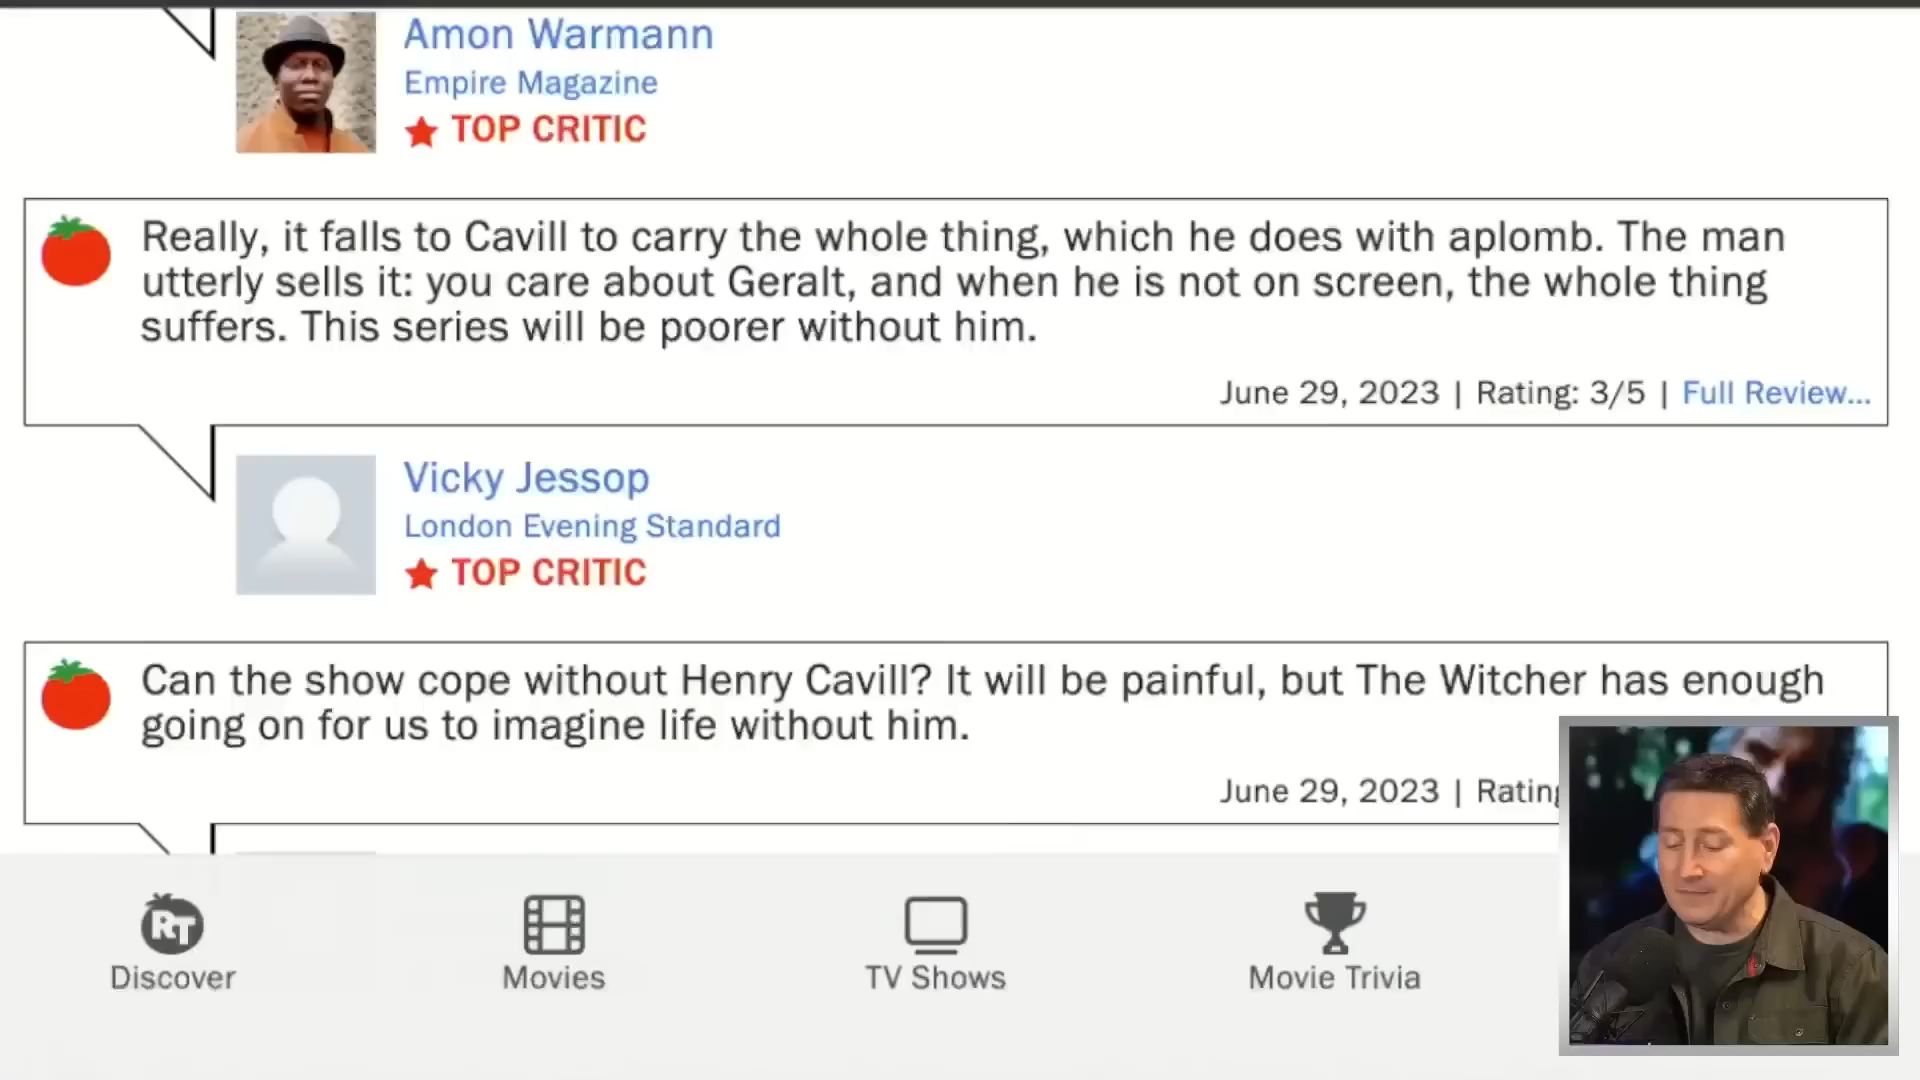 Amon Warmann
Empire Magazine
TOP CRITIC
Really, it falls to Cavill to carry the whole thing, which he does with aplomb. The man
utterly sells it: you care about Geralt, and when he is not on screen, the whole thing
suffers. This series will be poorer without him.
June 29, 2023 | Rating: 3/5 | Full Review...
Vicky Jessop
London Evening Standard
TOP CRITIC
Can the show cope without Henry Cavill? It will be painful, but The Witcher has enough
going on for us to imagine life without him.
June 29, 2023 | Rating
RT
Discover
Movies
TV Shows
Movie Trivia